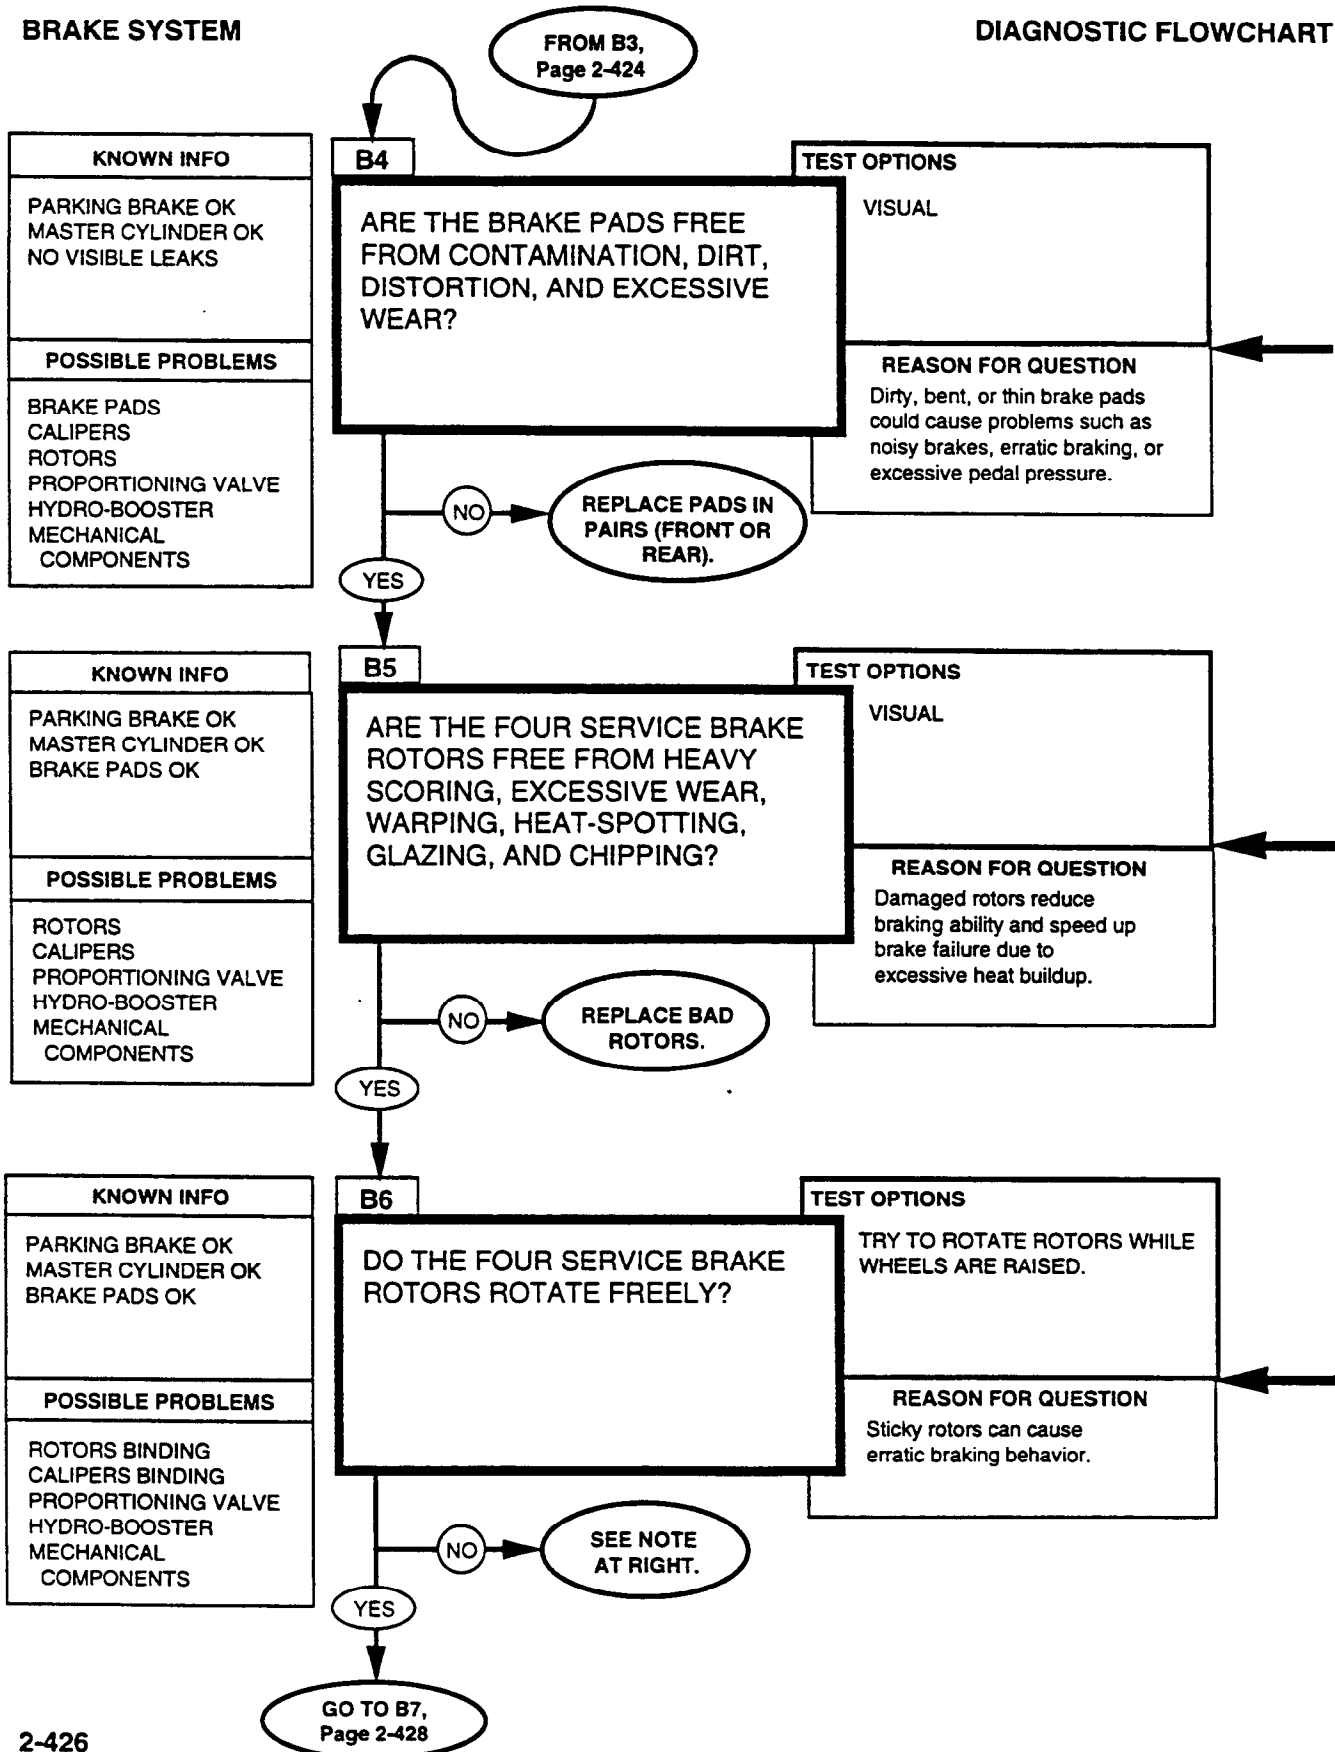 BRAKE SYSTEM
DIAGNOSTIC FLOWCHART
FROM B3,
Page 2-424
KNOWN INFO
PARKING BRAKE OK
MASTER CYLINDER OK
NO VISIBLE LEAKS
POSSIBLE PROBLEMS
BRAKE PADS
CALIPERS
ROTORS
PROPORTIONING VALVE
HYDRO-BOOSTER
MECHANICAL
COMPONENTS
B4
ARE THE BRAKE PADS FREE
FROM CONTAMINATION, DIRT,
DISTORTION, AND EXCESSIVE
WEAR?
TEST OPTIONS
VISUAL
REASON FOR QUESTION
Dirty, bent, or thin brake pads
could cause problems such as
noisy brakes, erratic braking, or
excessive pedal pressure.
NO
REPLACE PADS IN
PAIRS (FRONT OR
REAR).
YES
KNOWN INFO
PARKING BRAKE OK
MASTER CYLINDER OK
BRAKE PADS OK
POSSIBLE PROBLEMS
ROTORS
CALIPERS
PROPORTIONING VALVE
HYDRO-BOOSTER
MECHANICAL
COMPONENTS
B5
ARE THE FOUR SERVICE BRAKE
ROTORS FREE FROM HEAVY
SCORING, EXCESSIVE WEAR,
WARPING, HEAT-SPOTTING,
GLAZING, AND CHIPPING?
TEST OPTIONS
VISUAL
REASON FOR QUESTION
Damaged rotors reduce
braking ability and speed up
brake failure due to
excessive heat buildup.
NO
REPLACE BAD
ROTORS.
YES
KNOWN INFO
PARKING BRAKE OK
MASTER CYLINDER OK
BRAKE PADS OK
POSSIBLE PROBLEMS
ROTORS BINDING
CALIPERS BINDING
PROPORTIONING VALVE
HYDRO-BOOSTER
MECHANICAL
COMPONENTS
B6
DO THE FOUR SERVICE BRAKE
ROTORS ROTATE FREELY?
TEST OPTIONS
TRY TO ROTATE ROTORS WHILE
WHEELS ARE RAISED.
REASON FOR QUESTION
Sticky rotors can cause
erratic braking behavior.
NO
SEE NOTE
AT RIGHT.
YES
GO TO B7,
Page 2-428
2-426